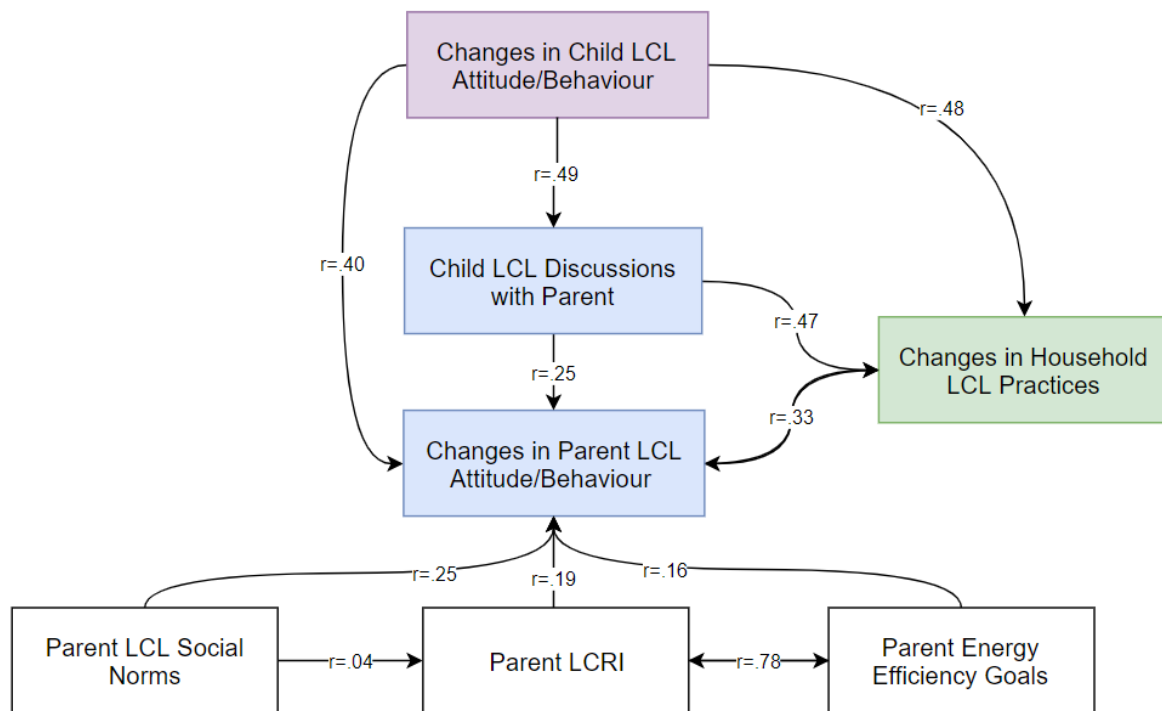 Changes in Child LCL
Attitude/Behaviour
r=.48
r=.49
r=.40
Child LCL Discussions
with Parent
r=.47
r=.25
Changes in Household
LCL Practices
r=.33
Changes in Parent LCL
Attitude/Behaviour
r=.25
r=.19
r=.16
Parent LCL Social
Norms
r=.04
Parent LCRI
r=.78
Parent Energy
Efficiency Goals